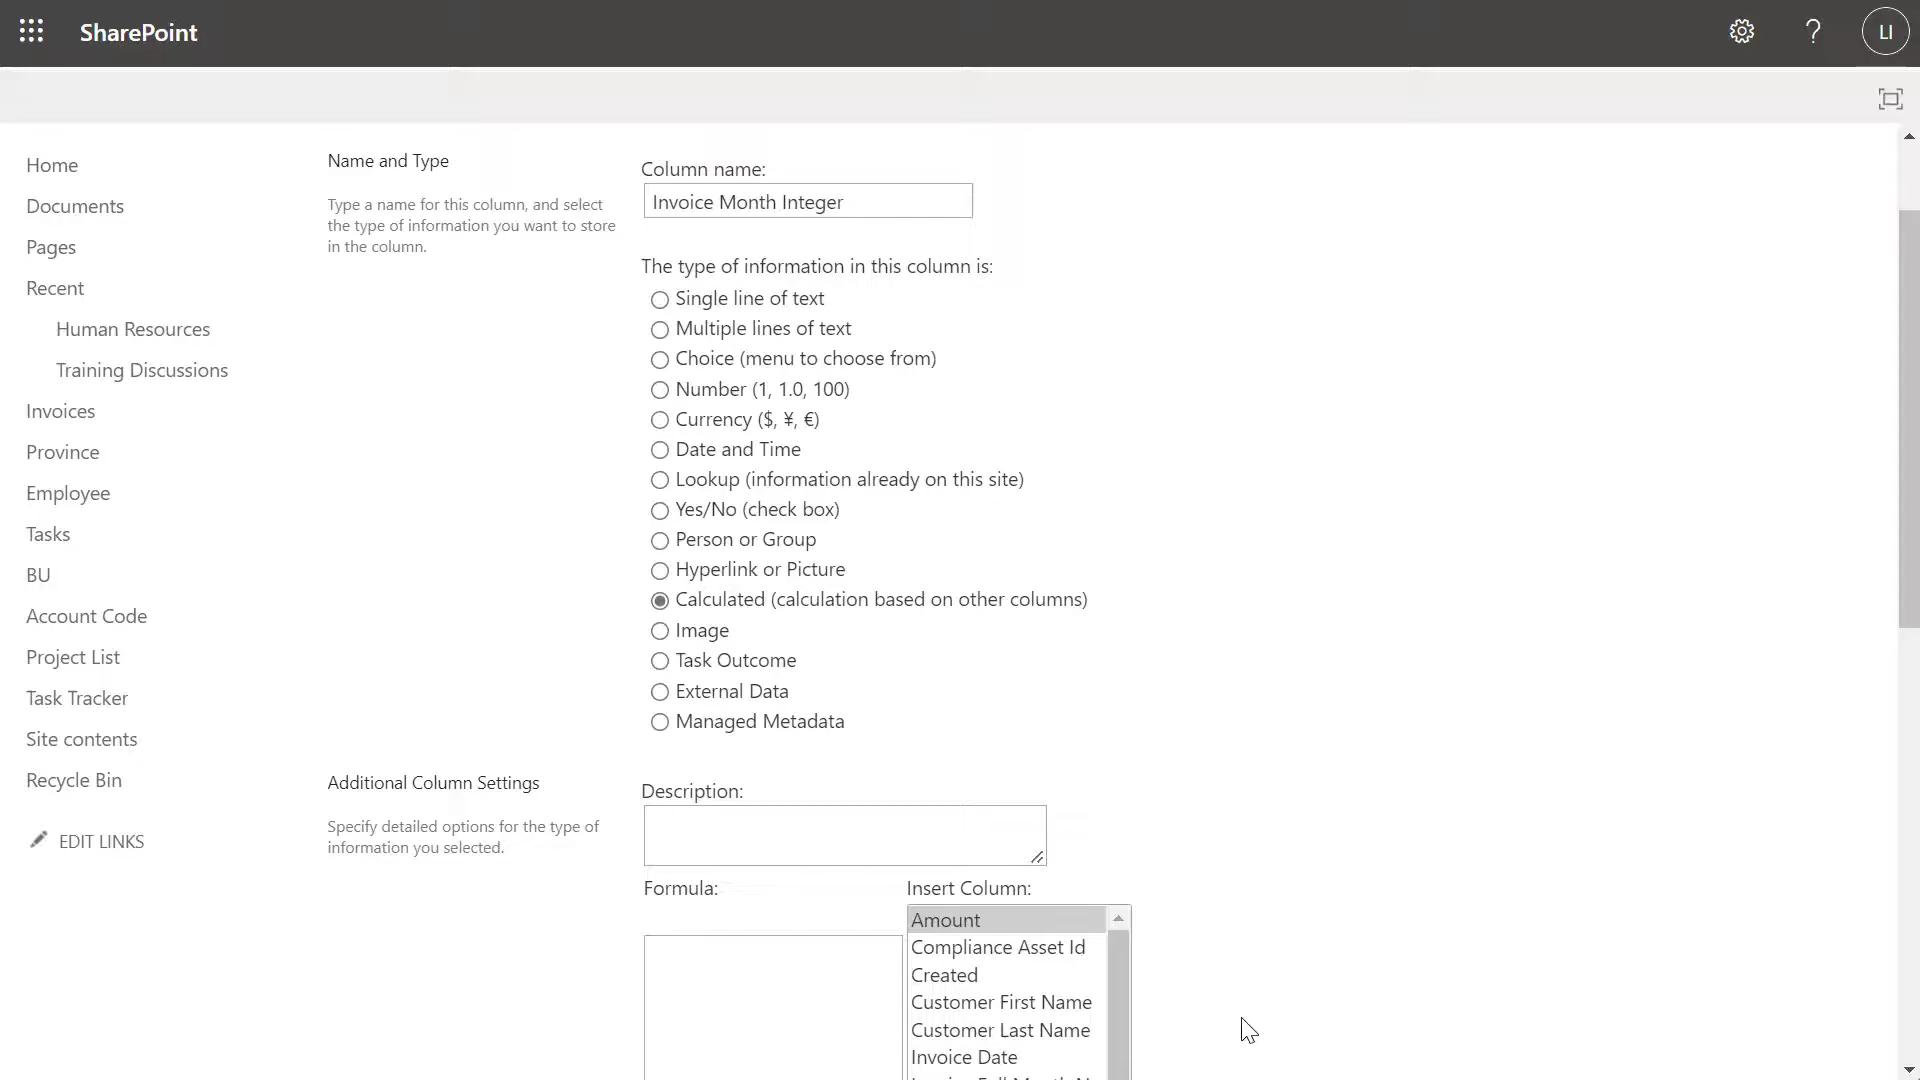 SharePoint
?
LI
Home
Documents
Pages
Recent
Human Resources
Training Discussions
Invoices
Province
Employee
Tasks
BU
Account Code
Project List
Task Tracker
Site contents
Recycle Bin
EDIT LINKS
Name and Type
Type a name for this column, and select
the type of information you want to store
in the column.
Column name:
Invoice Month Integer
The type of information in this column is:
Single line of text
Multiple lines of text
Choice (menu to choose from)
Number (1, 1.0, 100)
Currency ($, ¥, €)
Date and Time
Lookup (information already on this site)
Yes/No (check box)
Person or Group
Hyperlink or Picture
Calculated (calculation based on other columns)
Image
Task Outcome
External Data
Managed Metadata
Additional Column Settings
Specify detailed options for the type of
information you selected.
Description:
Formula:
Insert Column:
Amount
Compliance Asset Id
Created
Customer First Name
Customer Last Name
Invoice Date